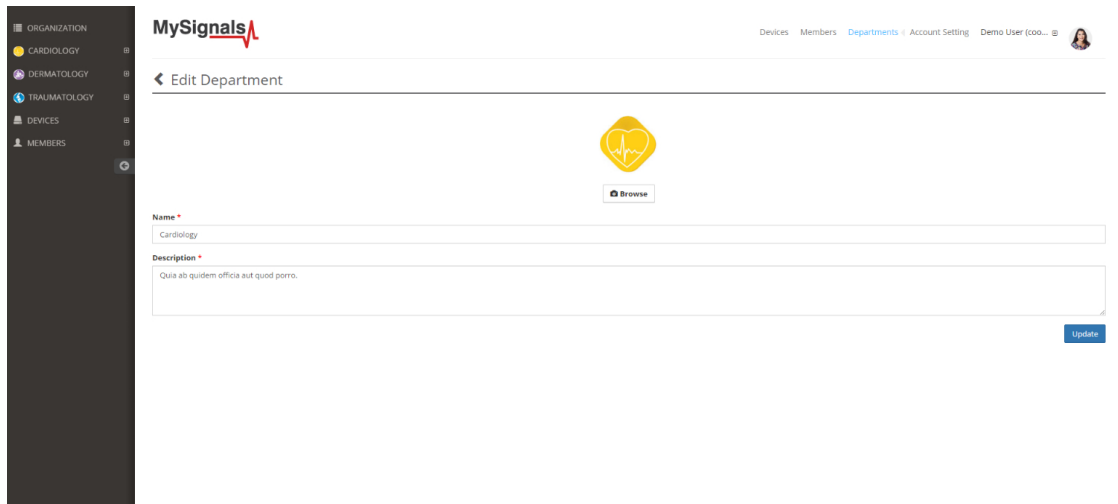 ORGANIZATION
CARDIOLOGY
DERMATOLOGY
TRAUMATOLOGY
DEVICES
MEMBERS
MySignals
Devices Members Departments Account Setting Demo User (coo...
Edit Department
Browse
Name *
Cardiology
Description *
Quia ab quidem officia aut quod porro.
Update